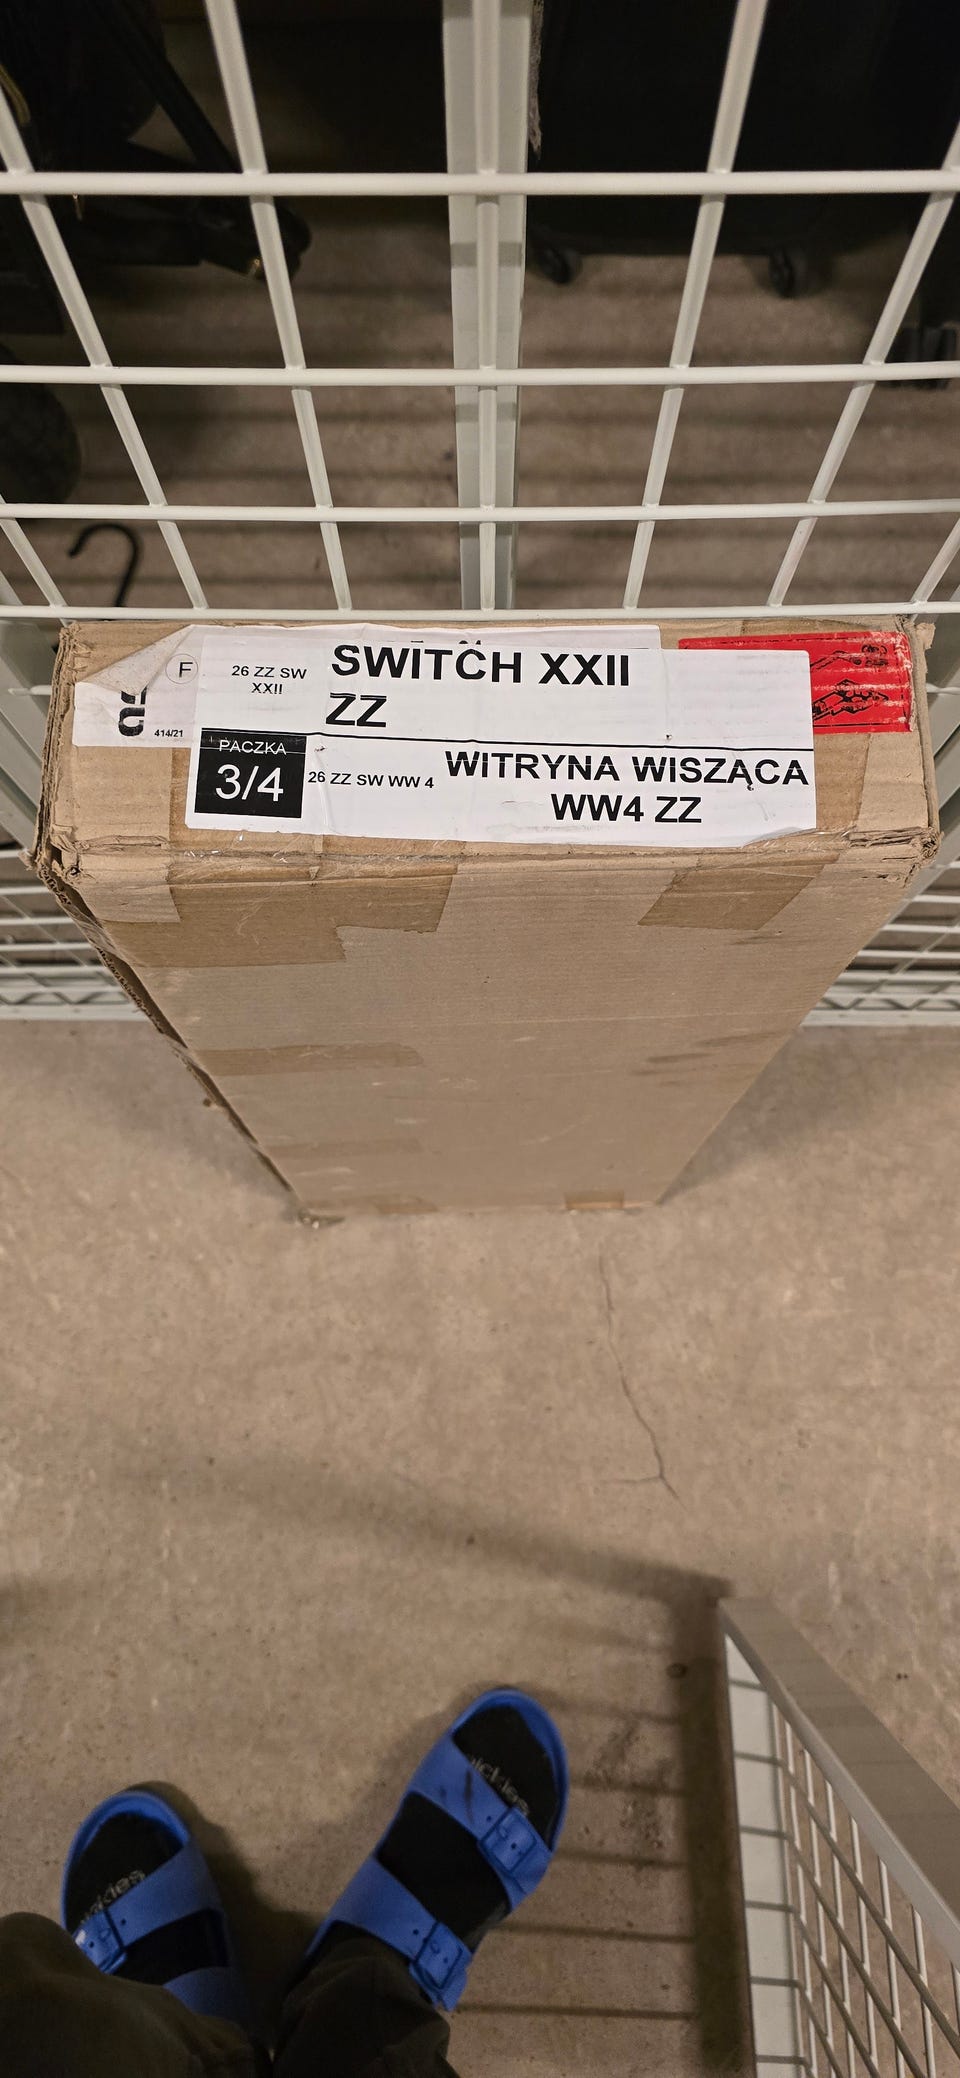 F
26 ZZ SW
XXII
SWITCH XXII
ZZ
414/21
PACZKA
3/4
26 ZZ SW WW 4
WITRYNA WISZĄCA
WW4 ZZ